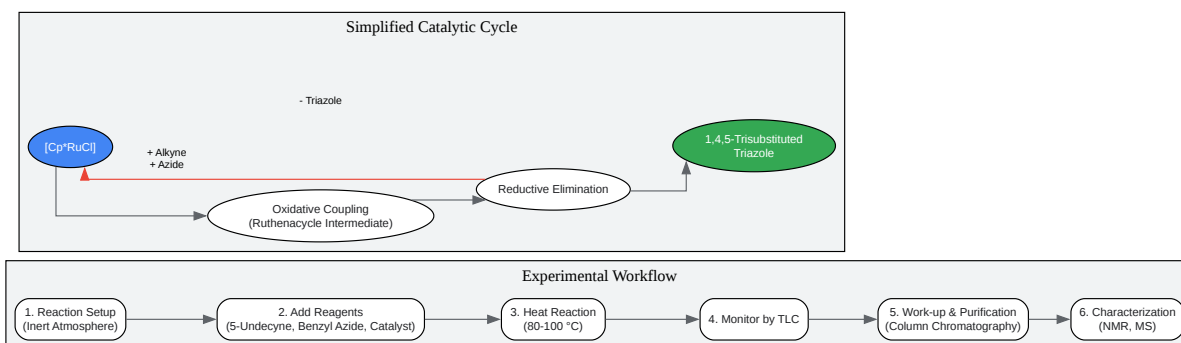 Simplified Catalytic Cycle
- Triazole
[Cp*RuCl]
+ Alkyne
+ Azide
1,4,5-Trisubstituted
Triazole
Reductive Elimination
Oxidative Coupling
(Ruthenacycle Intermediate)
Experimental Workflow
1. Reaction Setup
(Inert Atmosphere)
2. Add Reagents
(5-Undecyne, Benzyl Azide, Catalyst)
3. Heat Reaction
(80-100 °C)
4. Monitor by TLC
5. Work-up & Purification
(Column Chromatography)
6. Characterization
(NMR, MS)